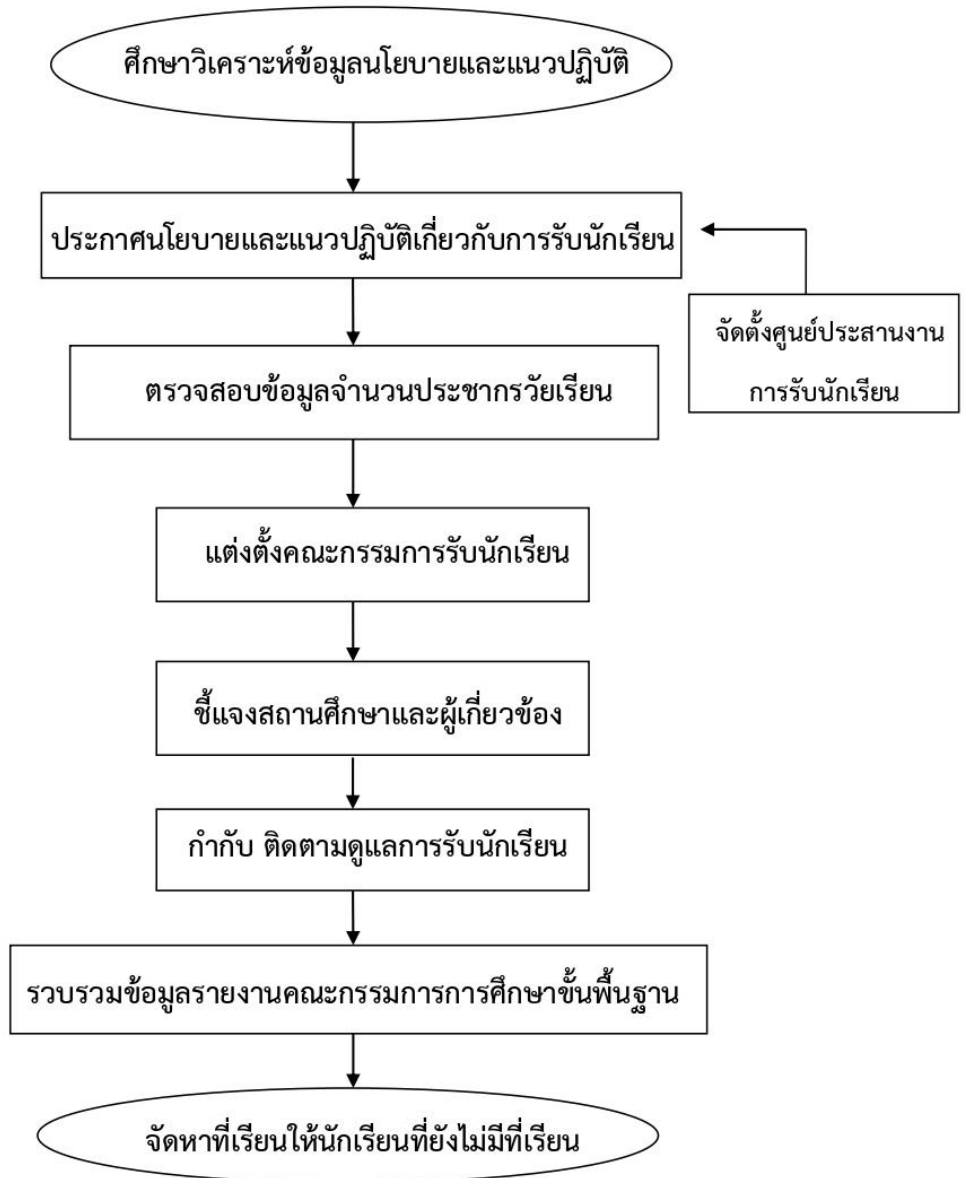 ศึกษาวิเคราะห์ข้อมูลนโยบายและแนวปฏิบัติ
ประกาศนโยบายและแนวปฏิบัติเกี่ยวกับการรับนักเรียน
จัดตั้งศูนย์ประสานงาน
การรับนักเรียน
ตรวจสอบข้อมูลจำนวนประชากรวัยเรียน
แต่งตั้งคณะกรรมการรับนักเรียน
ชี้แจงสถานศึกษาและผู้เกี่ยวข้อง
กำกับ ติดตามดูแลการรับนักเรียน
รวบรวมข้อมูลรายงานคณะกรรมการการศึกษาขั้นพื้นฐาน
จัดหาที่เรียนให้นักเรียนที่ยังไม่มีที่เรียน